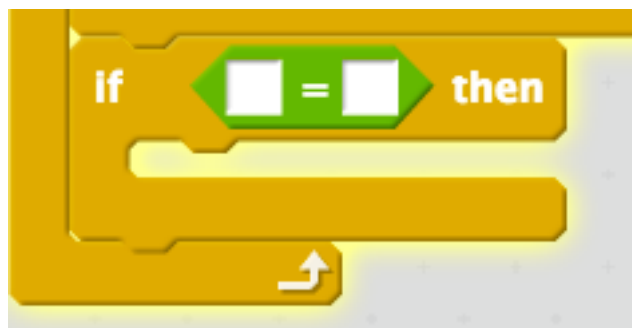 if = then